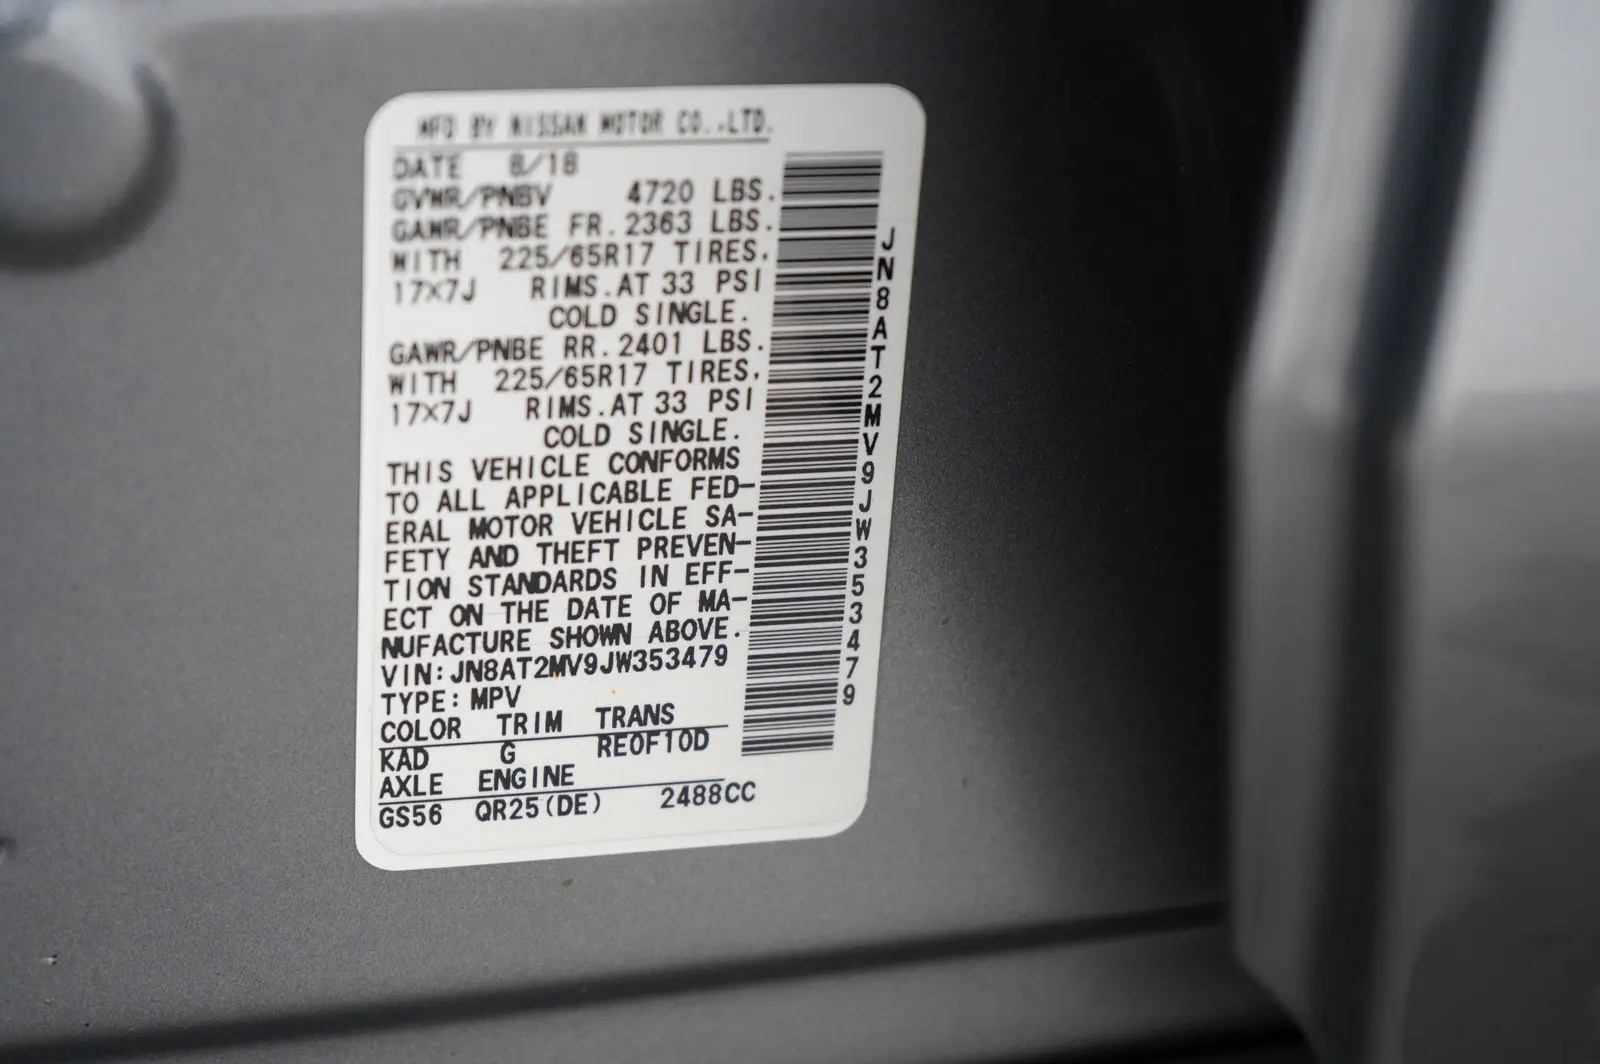 MFD BY NISSAN MOTOR CO.,LTD.
DATE 8/18
GVWR/PNBV 4720 LBS.
GAWR/PNBE FR. 2363 LBS.
WITH 225/65R17 TIRES,
17×7J RIMS.AT 33 PSI
COLD SINGLE.
GAWR/PNBE RR. 2401 LBS.
WITH 225/65R17 TIRES,
17×7J RIMS.AT 33 PSI
COLD SINGLE.
THIS VEHICLE CONFORMS
TO ALL APPLICABLE FED-
ERAL MOTOR VEHICLE SA-
FETY AND THEFT PREVEN-
TION STANDARDS IN EFF-
ECT ON THE DATE OF MA-
NUFACTURE SHOWN ABOVE.
VIN:JN8AT2MV9JW353479
TYPE:MPV
COLOR TRIM TRANS
KAD G RE0F10D
AXLE ENGINE
GS56 QR25(DE) 2488CC
JN8AT2MV9JW353479